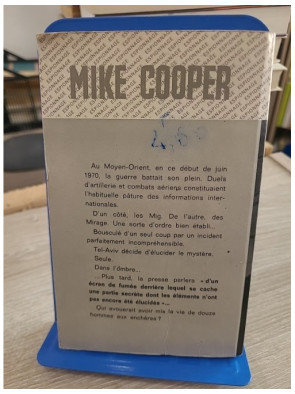 MIKE COOPER
2,60
Au Moyen-Orient, en ce début de juin
1970, la guerre battait son plein. Duels
d'artillerie et combats aériens constituaient
l'habituelle pâture des informations inter-
nationales.
D'un côté, les Mig. De l'autre, des
Mirage. Une sorte d'ordre bien établi...
Bousculé d'un seul coup par un incident
parfaitement incompréhensible.
Tel-Aviv décide d'élucider le mystère.
Seule.
Dans l'ombre...
... Plus tard, la presse parlera « d'un
écran de fumée derrière lequel se cache
une partie secrète dont les éléments n'ont
pas encore été élucidés »...
Qui avouerait avoir mis la vie de douze
hommes aux enchères ?